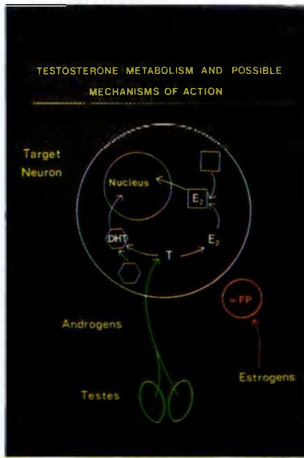 TESTOSTERONE METABOLISM AND POSSIBLE
MECHANISMS OF ACTION
Target
Neuron
Nucleus
E₂
DHT
T
E₂
α-FP
Androgens
Estrogens
Testes